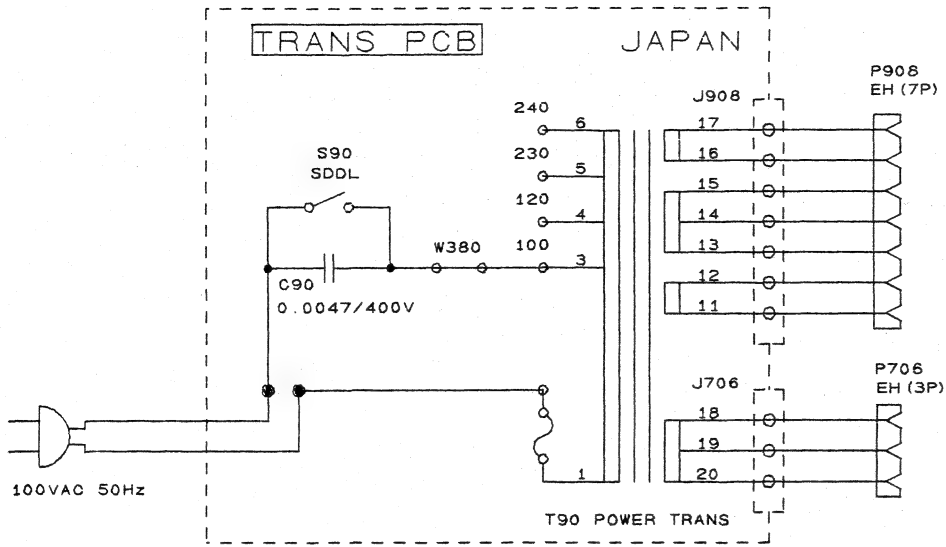 TRANS PCB
JAPAN
P908
EH (7P)
J908
240
6
17
S90
SDDL
230
5
16
15
120
4
14
W380
100
3
13
C90
0.0047/400V
12
11
P706
EH (3P)
J706
18
19
1
20
100VAC 50Hz
T90 POWER TRANS